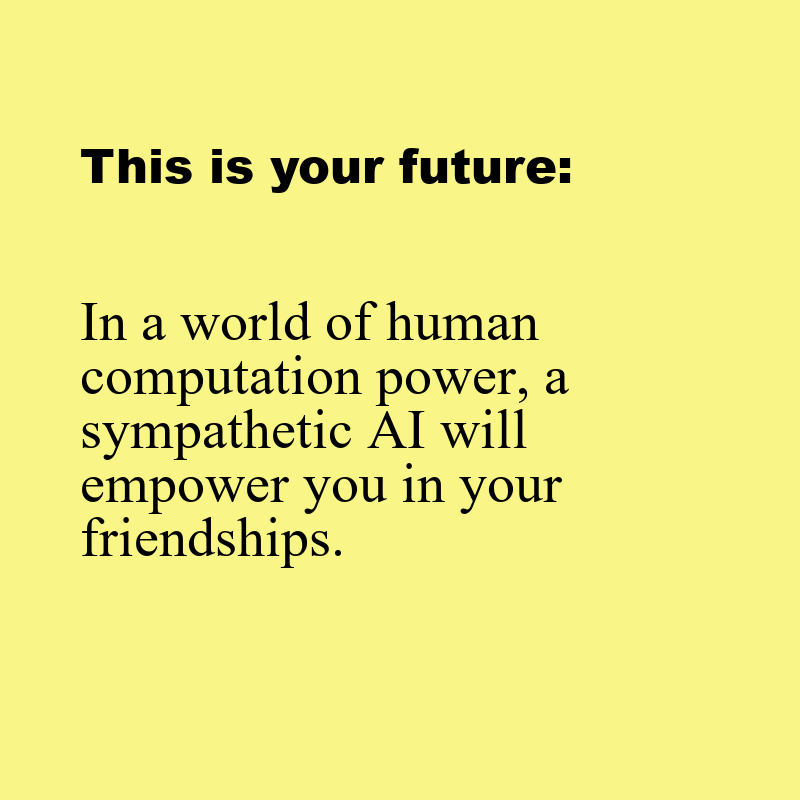 This is your future:
In a world of human
computation power, a
sympathetic AI will
empower you in your
friendships.